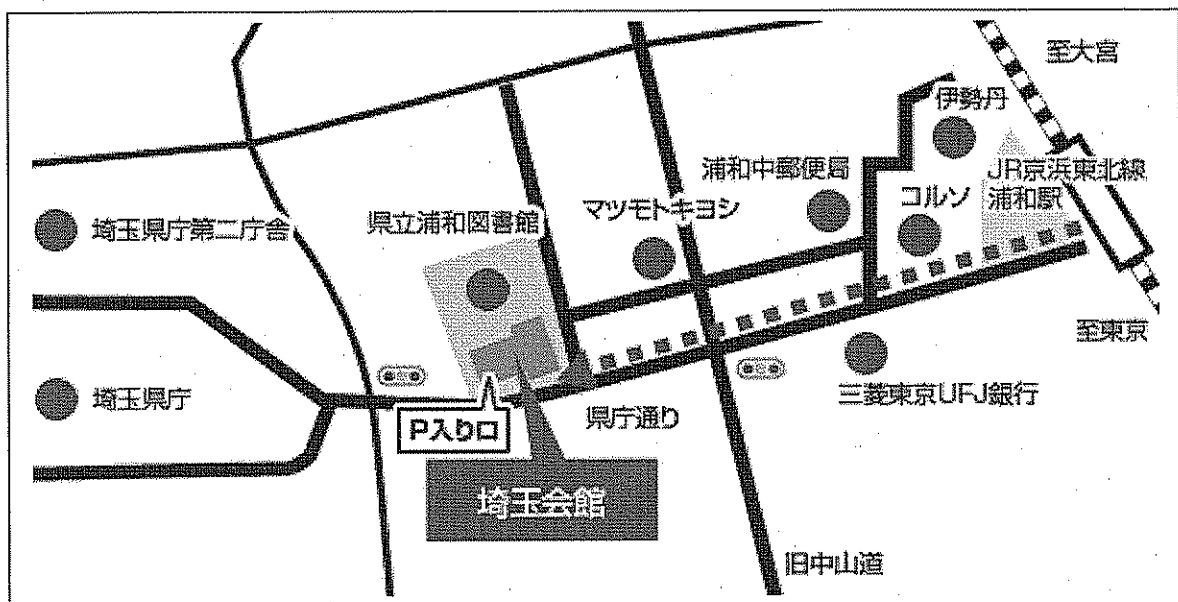 至大宮
伊勢丹
JR京浜東北線
浦和駅
浦和中郵便局
コルソ
マツモトキヨシ
県立浦和図書館
埼玉県庁第二庁舎
至東京
埼玉県庁
三菱東京UFJ銀行
県庁通り
P入り口
埼玉会館
旧中山道